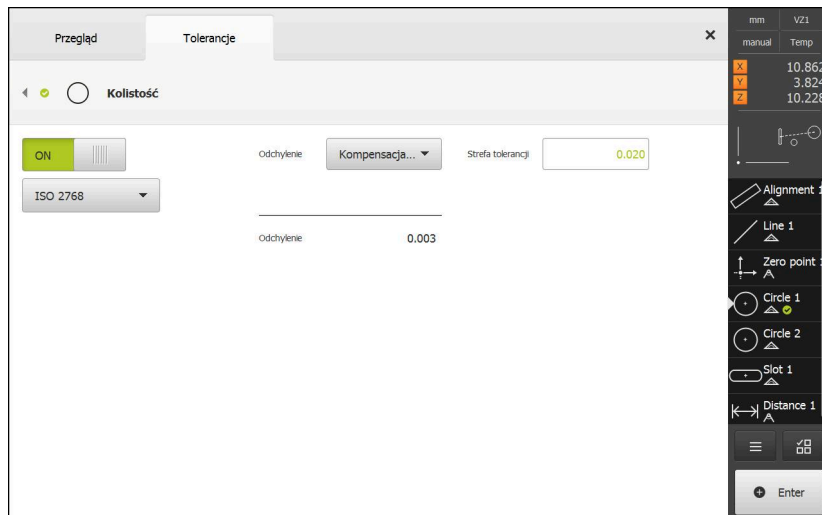 Przegląd
Tolerancje
Kolistość
ON
ISO 2768
Odchylenie
Kompensacja...
Strefa tolerancji
0.020
Odchylenie
0.003
mm
VZ1
manual
Temp
X 10.862
Y 3.824
Z 10.228
Alignment 1
Line 1
Zero point 1
Circle 1
Circle 2
Slot 1
Distance 1
Enter